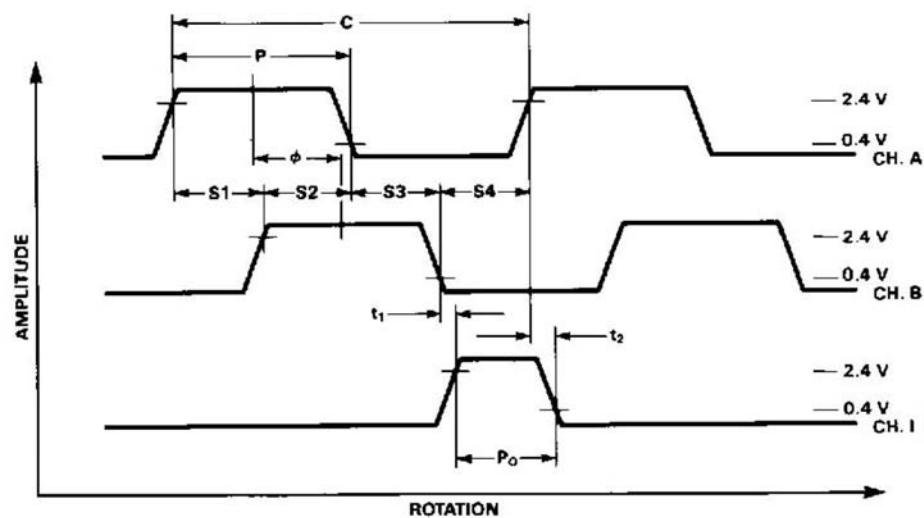 C
P
2.4 V
0.4 V
CH. A
ϕ
S1 S2 S3 S4
2.4 V
0.4 V
CH. B
t₁
t₂
2.4 V
0.4 V
CH. I
P₀
AMPLITUDE
ROTATION